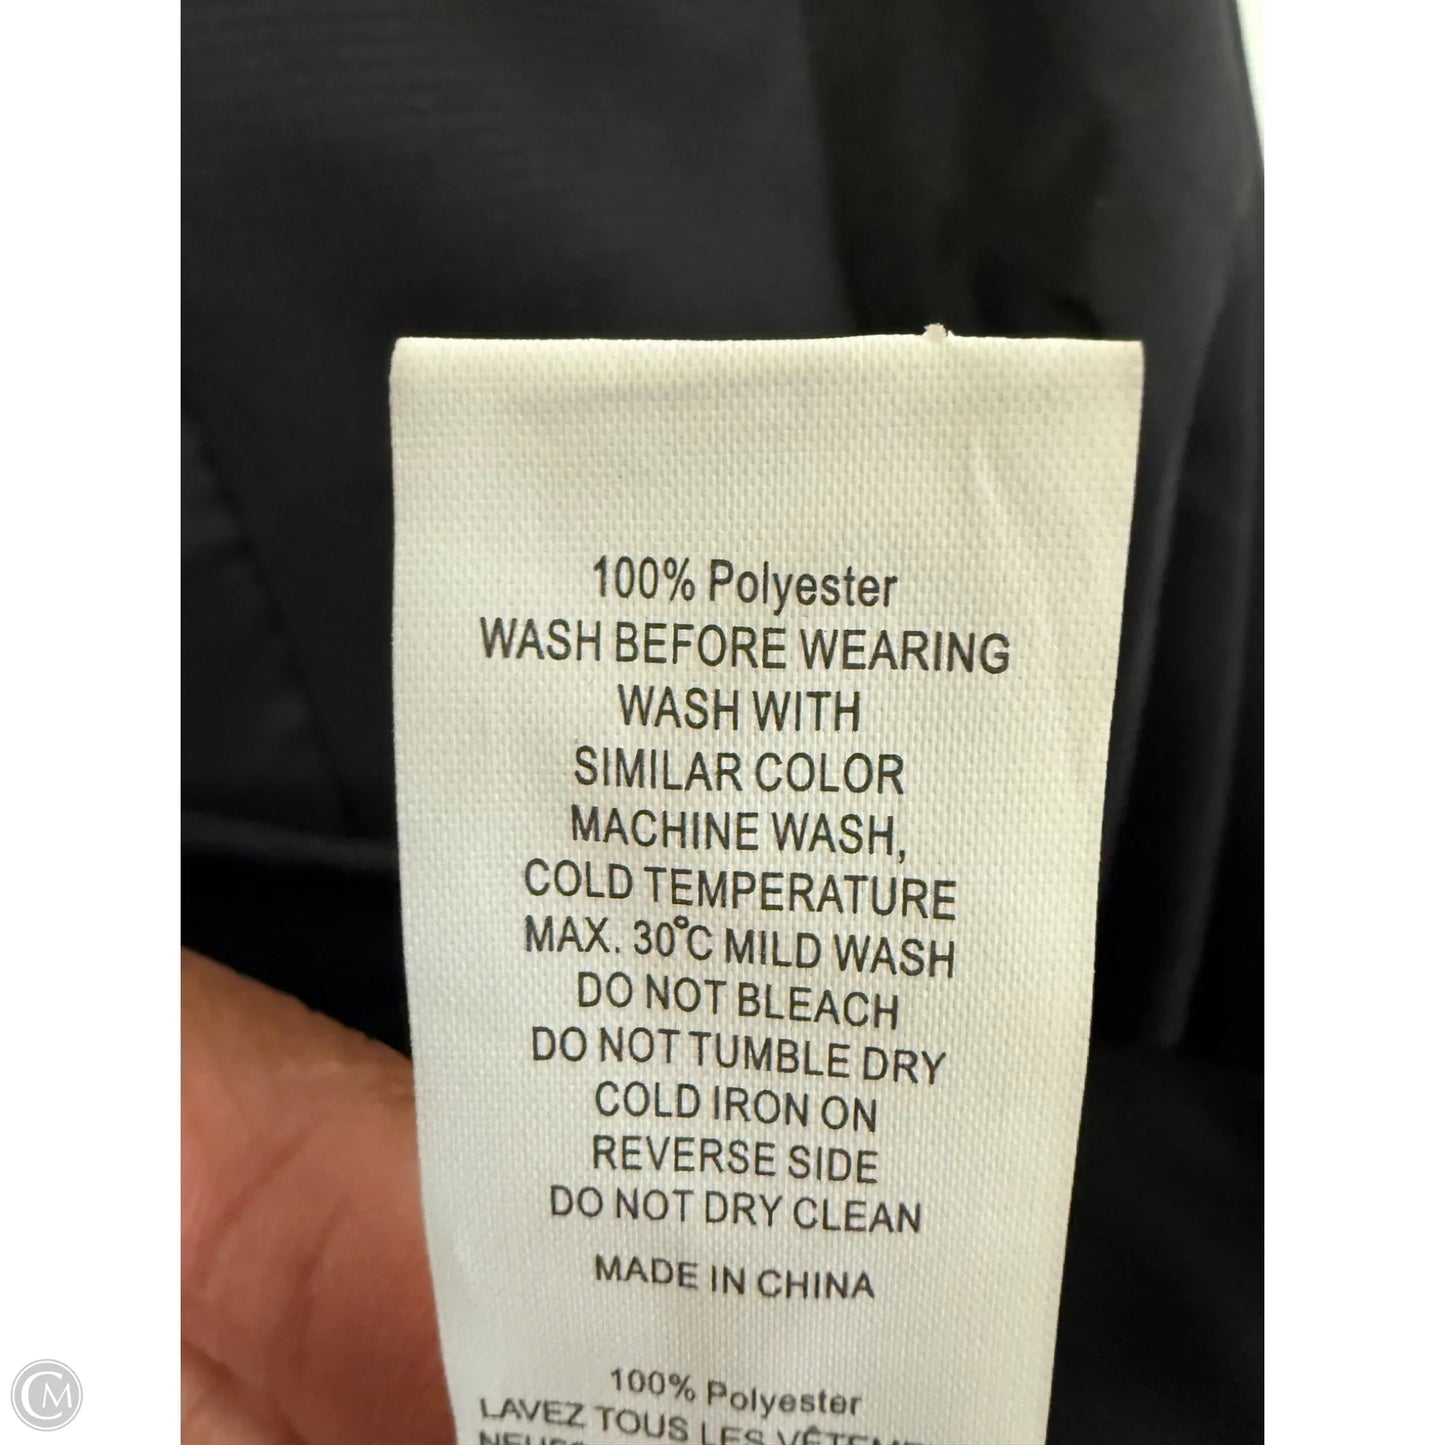 100% Polyester
WASH BEFORE WEARING
WASH WITH
SIMILAR COLOR
MACHINE WASH,
COLD TEMPERATURE
MAX. 30°C MILD WASH
DO NOT BLEACH
DO NOT TUMBLE DRY
COLD IRON ON
REVERSE SIDE
DO NOT DRY CLEAN
MADE IN CHINA
100% Polyester
LAVEZ TOUS LES
CM